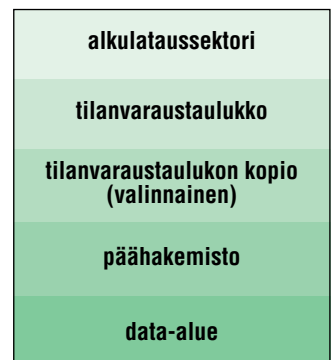 alkulataussektori
tilanvaraustaulukko
tilanvaraustaulukon kopio
(valinnainen)
päähakemisto
data-alue